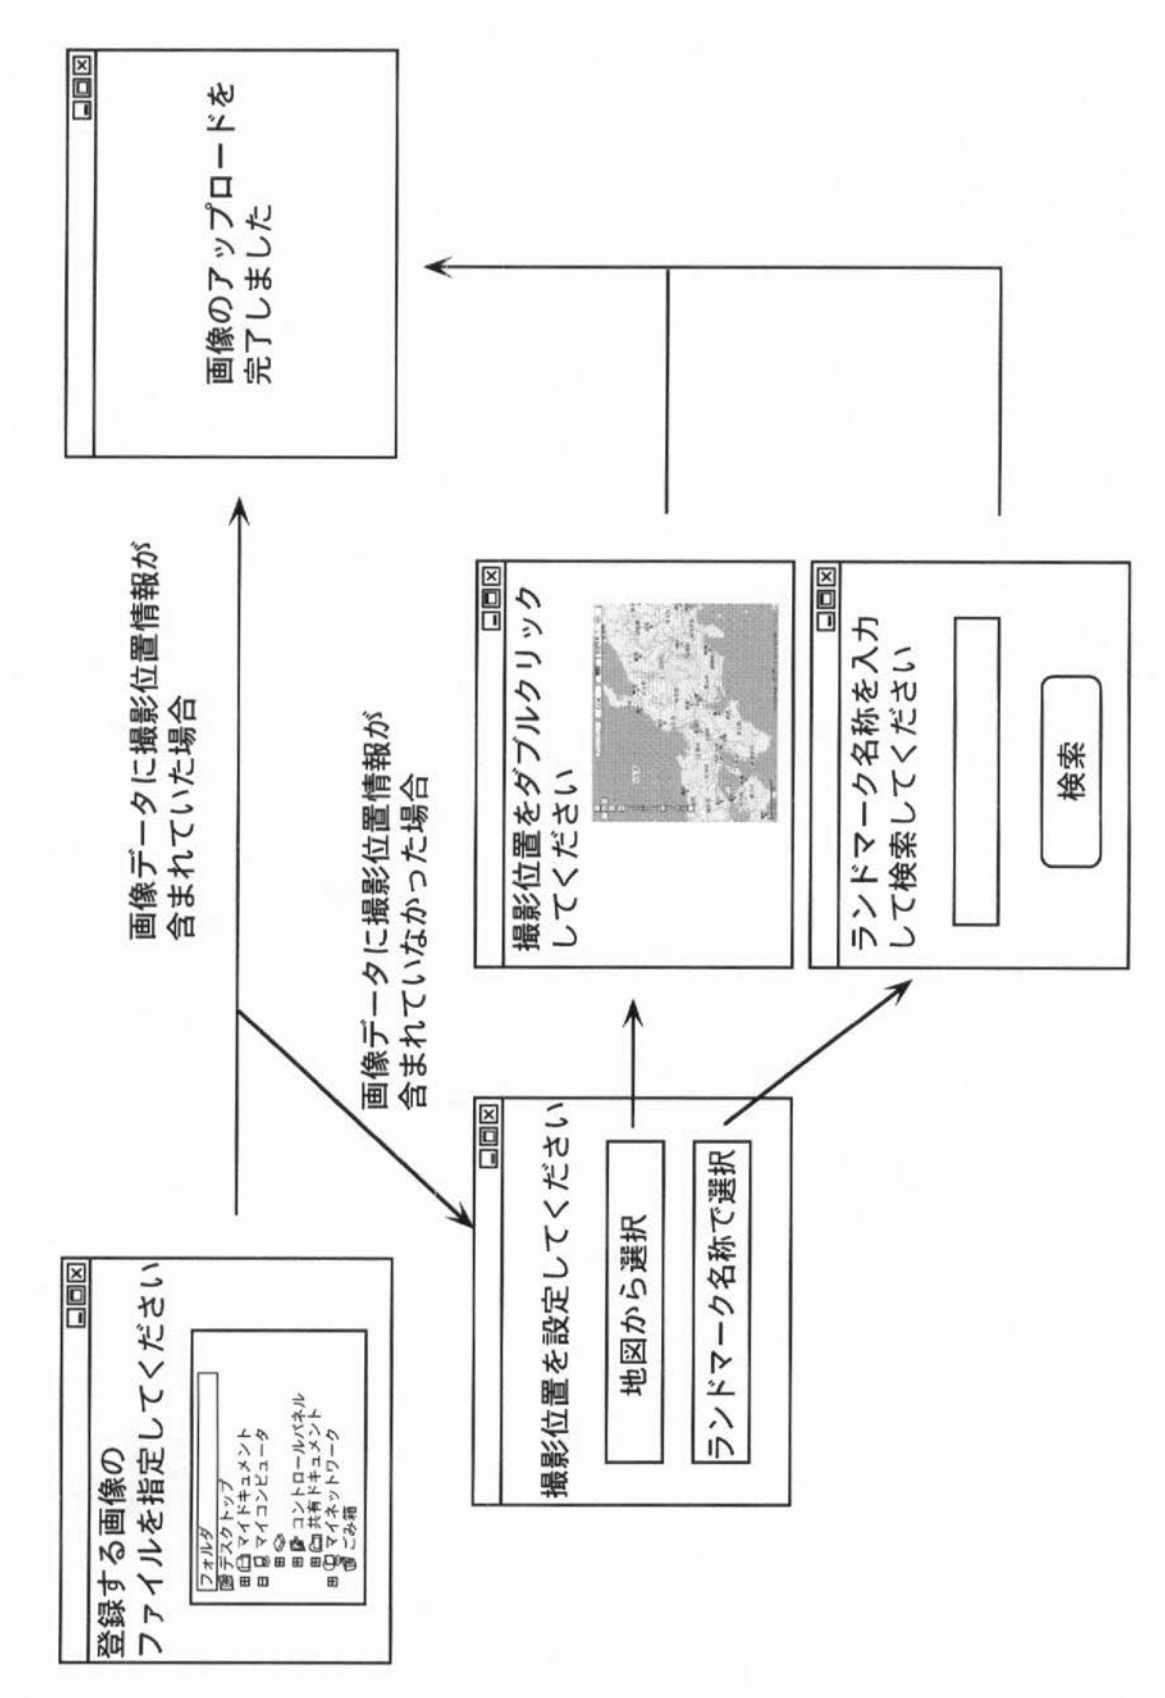 登録する画像の
ファイルを指定してください
フォルダ
デスクトップ
マイドキュメント
マイコンピュータ
コントロールパネル
共有ドキュメント
マイネットワーク
ごみ箱
画像データに撮影位置情報が
含まれていた場合
画像のアップロードを
完了しました
画像データに撮影位置情報が
含まれていなかった場合
撮影位置を設定してください
地図から選択
ランドマーク名称で選択
撮影位置をダブルクリック
してください
ランドマーク名称を入力
して検索してください
検索